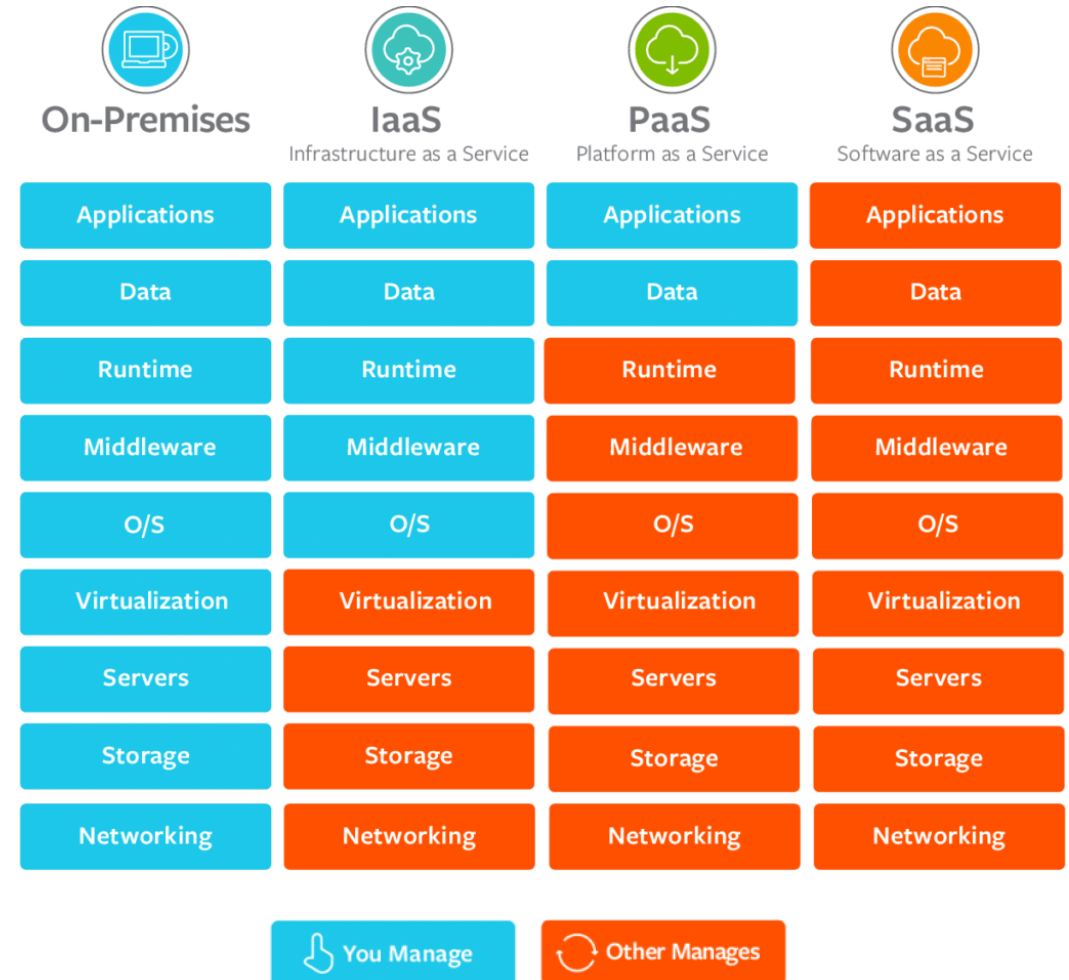 On-Premises IaaS PaaS SaaS
Infrastructure as a Service Platform as a Service Software as a Service
Applications Applications Applications Applications
Data Data Data Data
Runtime Runtime Runtime Runtime
Middleware Middleware Middleware Middleware
O/S O/S O/S O/S
Virtualization Virtualization Virtualization Virtualization
Servers Servers Servers Servers
Storage Storage Storage Storage
Networking Networking Networking Networking
You Manage Other Manages